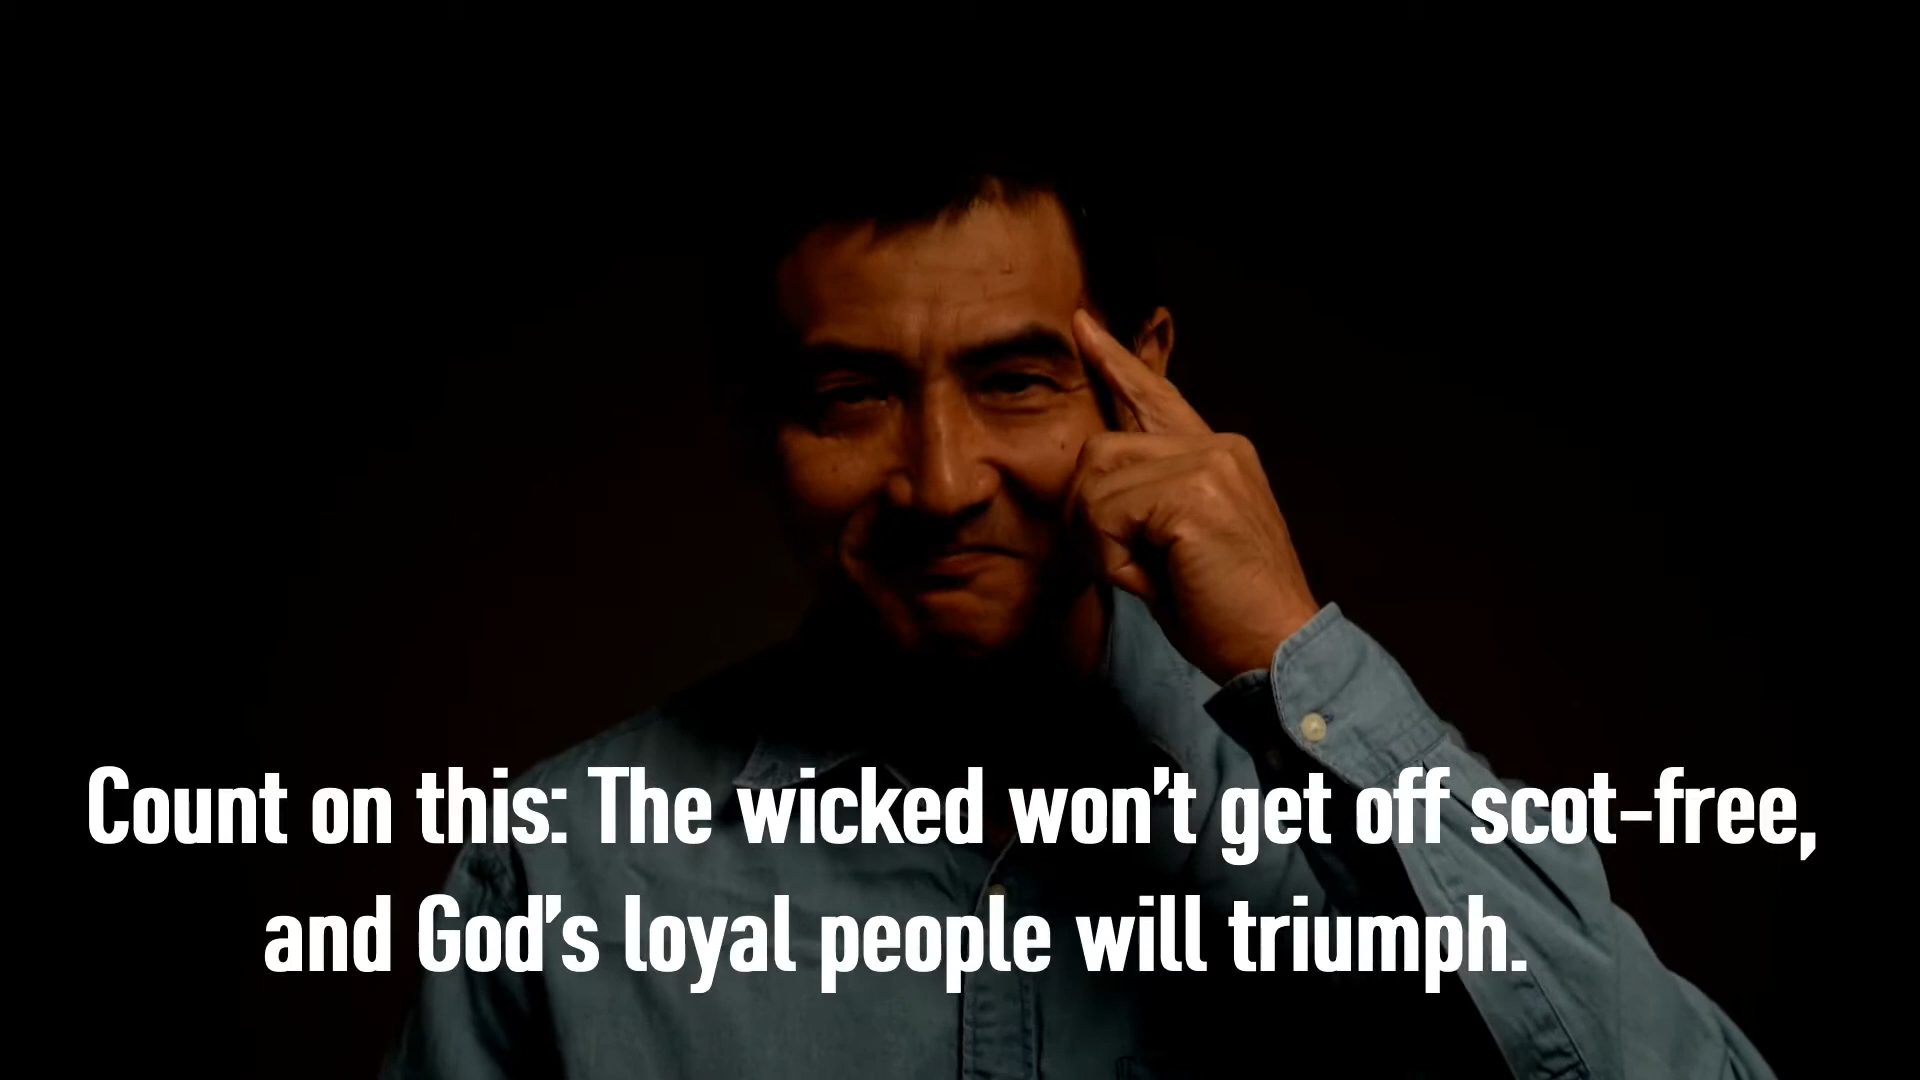 Count on this: The wicked won’t get off scot-free,
and God’s loyal people will triumph.